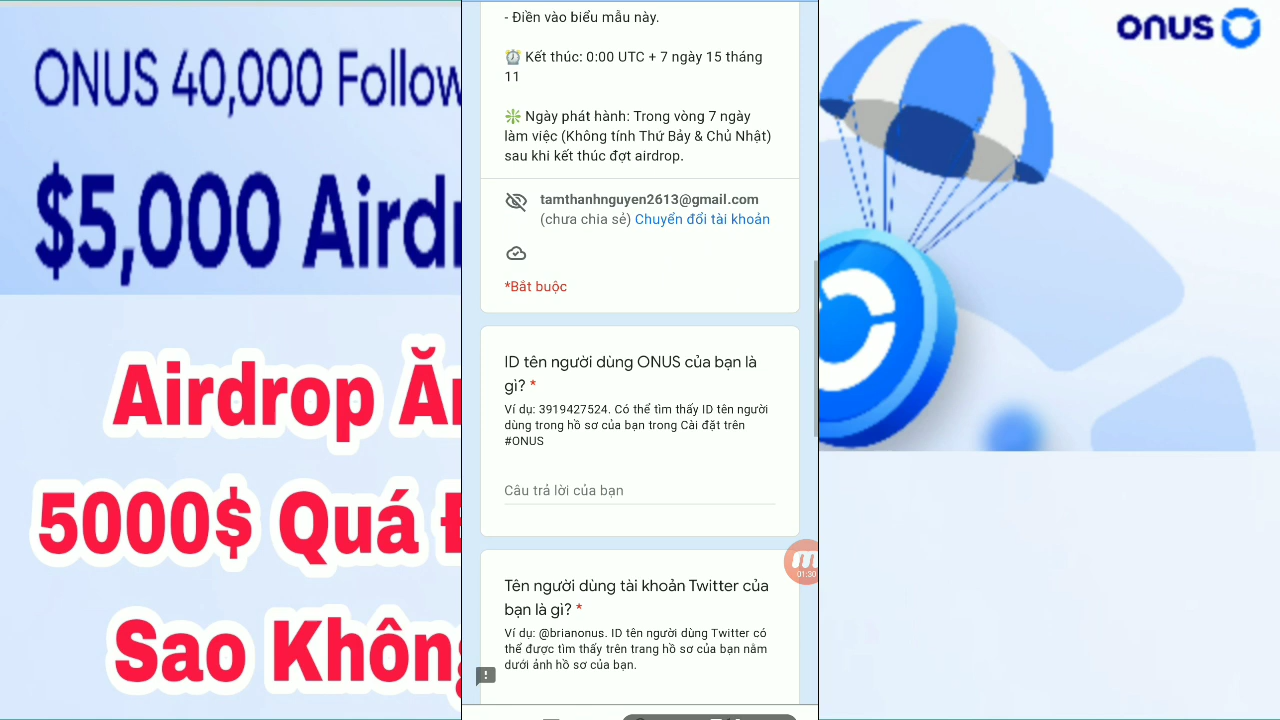 ONUS 40,000 Follow
$5,000 Aird
Airdrop Ăn
5000$ Quá Đ
Sao Không
- Điền vào biểu mẫu này.
⏰ Kết thúc: 0:00 UTC + 7 ngày 15 tháng
11
❇️ Ngày phát hành: Trong vòng 7 ngày
làm việc (Không tính Thứ Bảy & Chủ Nhật)
sau khi kết thúc đợt airdrop.
tamthanhnguyen2613@gmail.com
(chưa chia sẻ) Chuyển đổi tài khoản
*Bắt buộc
ID tên người dùng ONUS của bạn là
gì? *
Ví dụ: 3919427524. Có thể tìm thấy ID tên người
dùng trong hồ sơ của bạn trong Cài đặt trên
#ONUS
Câu trả lời của bạn
01:30
Tên người dùng tài khoản Twitter của
bạn là gì? *
Ví dụ: @brianonus. ID tên người dùng Twitter có
thể được tìm thấy trên trang hồ sơ của bạn nằm
dưới ảnh hồ sơ của bạn.
onus